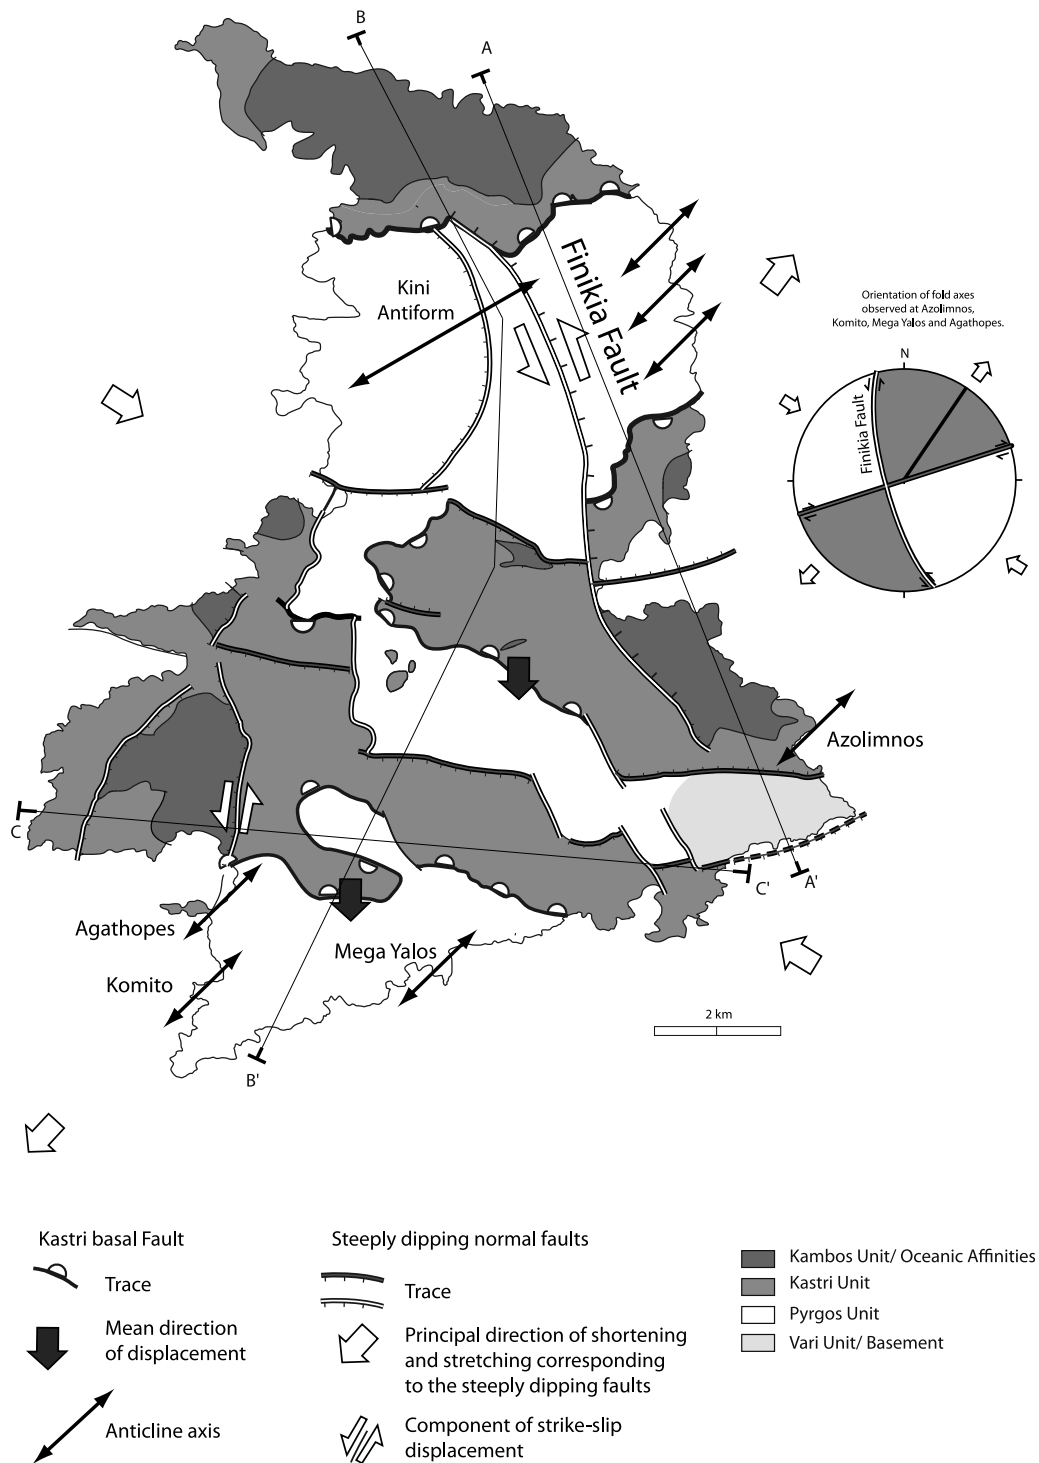 B
A
Finikia Fault
Kini
Antiform
Orientation of fold axes
observed at Azolimnos,
Komito, Mega Yalos and Agathopes.
N
Finikia Fault
Azolimnos
C
C'
A'
Agathopes
Mega Yalos
Komito
2 km
B'
Kastri basal Fault
Trace
Mean direction
of displacement
Anticline axis
Steeply dipping normal faults
Trace
Principal direction of shortening
and stretching corresponding
to the steeply dipping faults
Component of strike-slip
displacement
Kambos Unit/ Oceanic Affinities
Kastri Unit
Pyrgos Unit
Vari Unit/ Basement